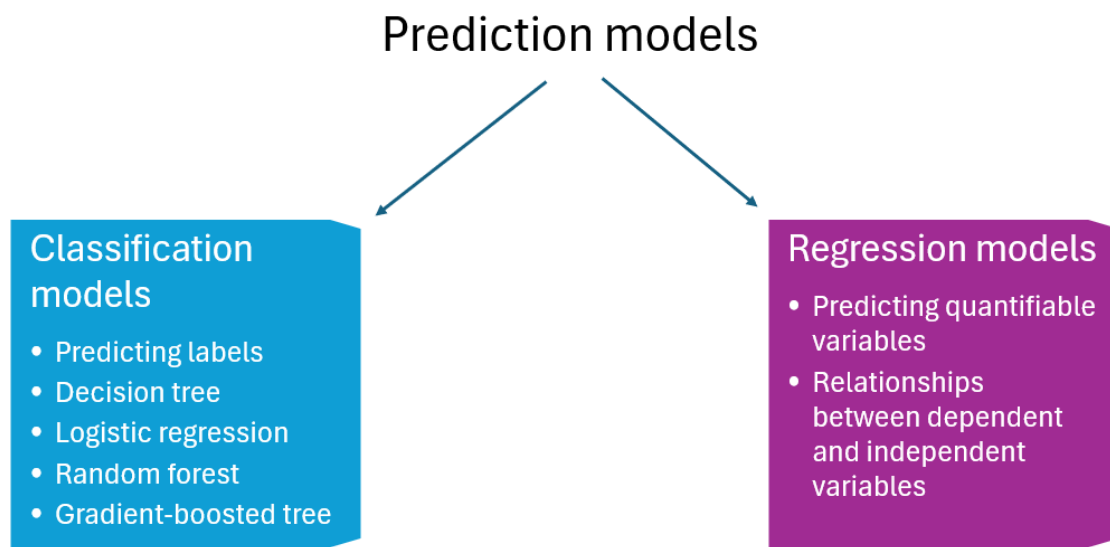 Prediction models
Classification
models
• Predicting labels
• Decision tree
• Logistic regression
• Random forest
• Gradient-boosted tree
Regression models
• Predicting quantifiable
variables
• Relationships
between dependent
and independent
variables